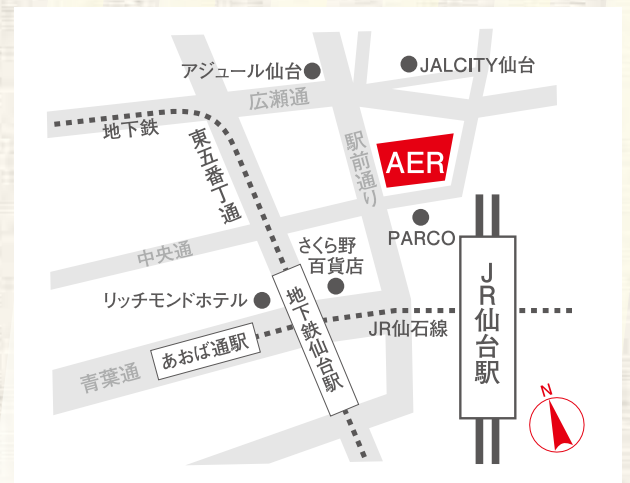 アジュール仙台
JALCITY仙台
広瀬通
地下鉄
東五番丁通
駅前通り
AER
PARCO
中央通
さくら野
百貨店
リッチモンドホテル
地下鉄仙台駅
JR仙台駅
JR仙石線
あおば通駅
青葉通
N